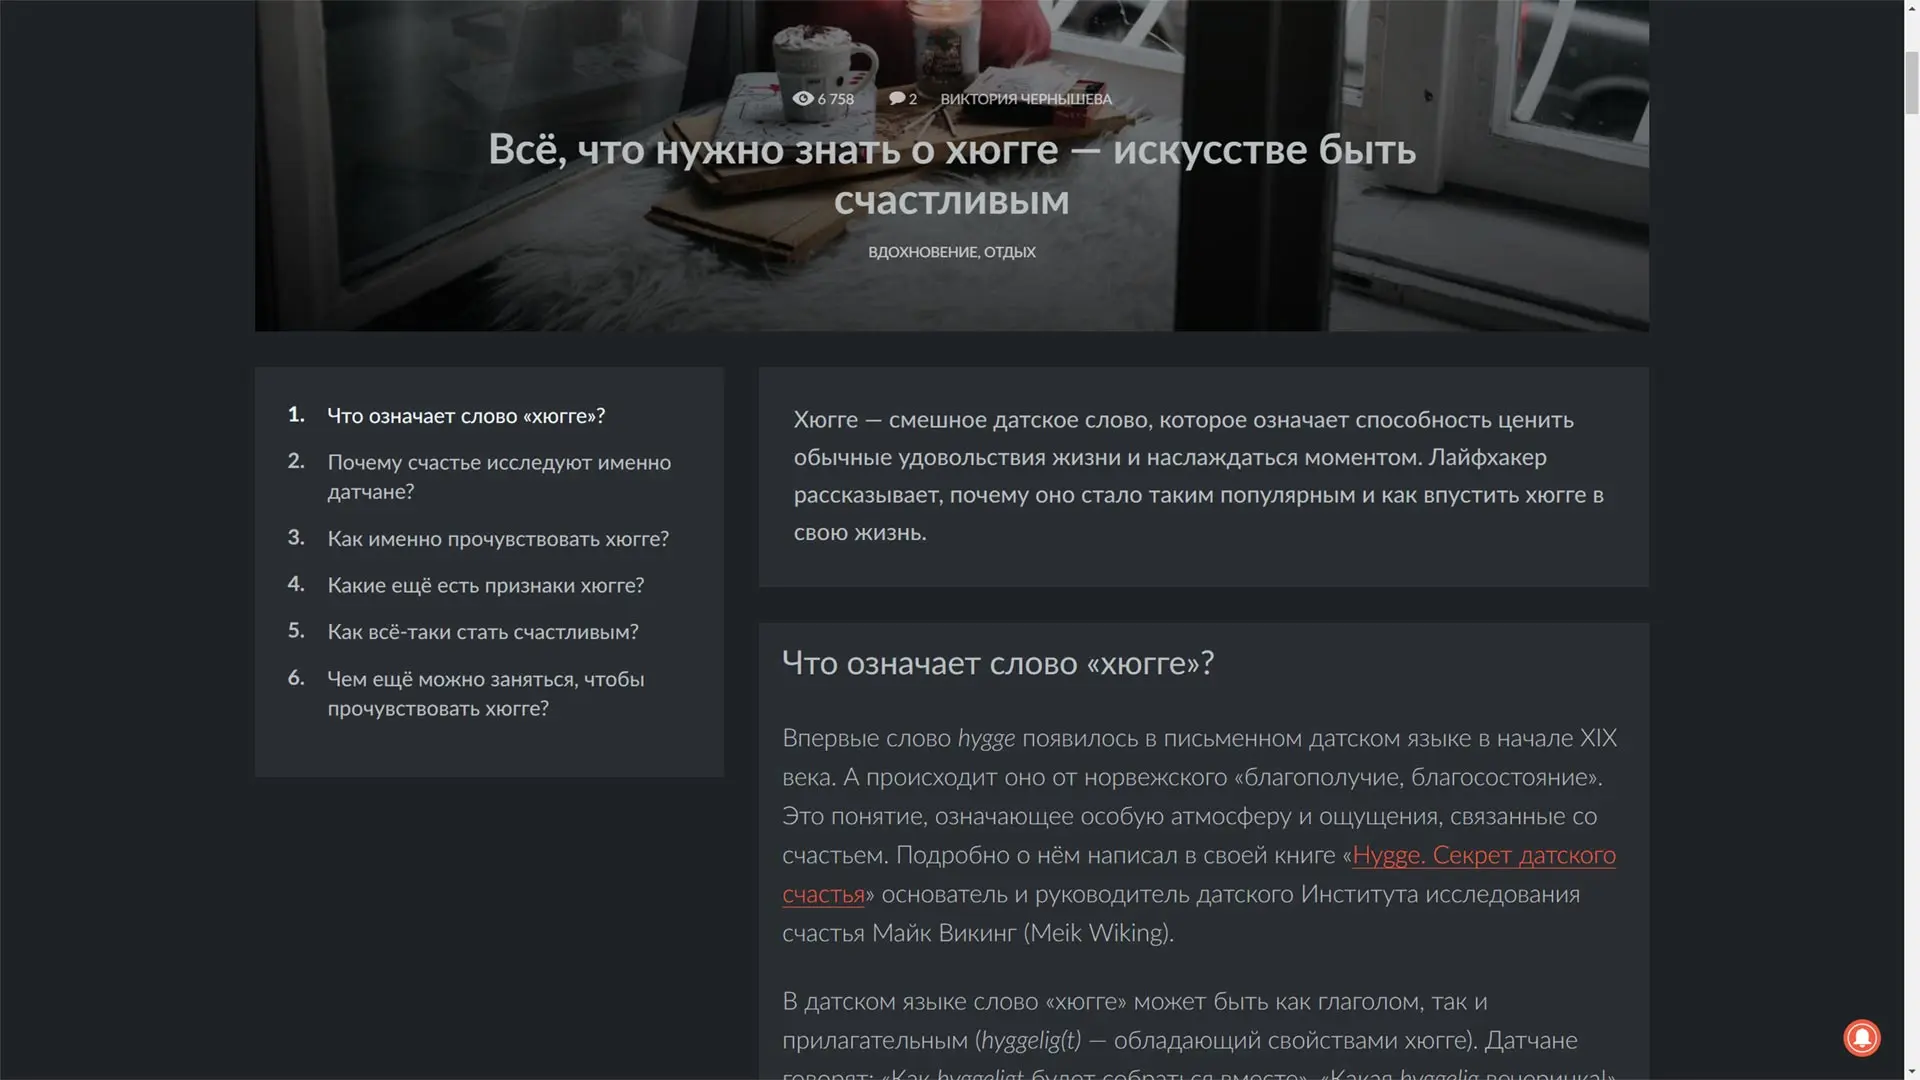 6 758 2 ВИКТОРИЯ ЧЕРНЫШЕВА
Всё, что нужно знать о хюгге — искусстве быть
счастливым
ВДОХНОВЕНИЕ, ОТДЫХ
1. Что означает слово «хюгге»?
2. Почему счастье исследуют именно
датчане?
3. Как именно прочувствовать хюгге?
4. Какие ещё есть признаки хюгге?
5. Как всё-таки стать счастливым?
6. Чем ещё можно заняться, чтобы
прочувствовать хюгге?
Хюгге — смешное датское слово, которое означает способность ценить
обычные удовольствия жизни и наслаждаться моментом. Лайфхакер
рассказывает, почему оно стало таким популярным и как впустить хюгге в
свою жизнь.
Что означает слово «хюгге»?
Впервые слово hygge появилось в письменном датском языке в начале XIX
века. А происходит оно от норвежского «благополучие, благосостояние».
Это понятие, означающее особую атмосферу и ощущения, связанные со
счастьем. Подробно о нём написал в своей книге «Hygge. Секрет датского
счастья» основатель и руководитель датского Института исследования
счастья Майк Викинг (Meik Wiking).
В датском языке слово «хюгге» может быть как глаголом, так и
прилагательным (hyggelig(t) — обладающий свойствами хюгге). Датчане
говорят: «Как hyggeligt будет собраться вместе», «Какая hyggelig вечеринка!»